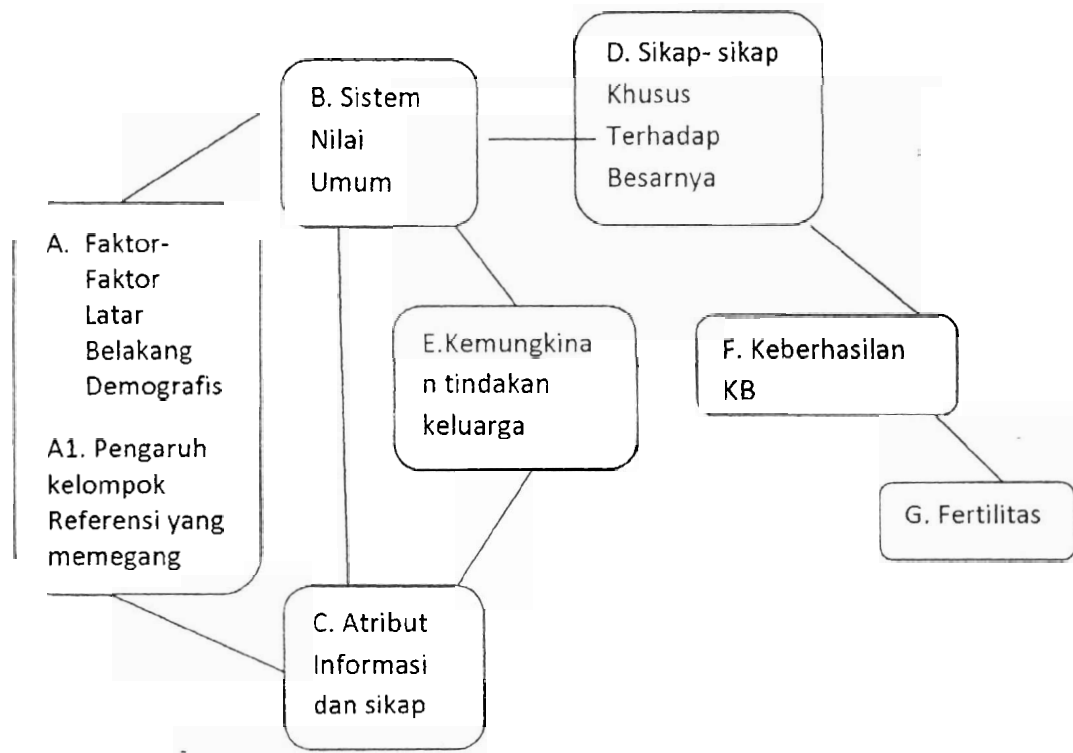 A. Faktor-
Faktor
Latar
Belakang
Demografis
A1. Pengaruh
kelompok
Referensi yang
memegang
B. Sistem
Nilai
Umum
C. Atribut
Informasi
dan sikap
D. Sikap- sikap
Khusus
Terhadap
Besarnya
E.Kemungkina
n tindakan
keluarga
F. Keberhasilan
KB
G. Fertilitas